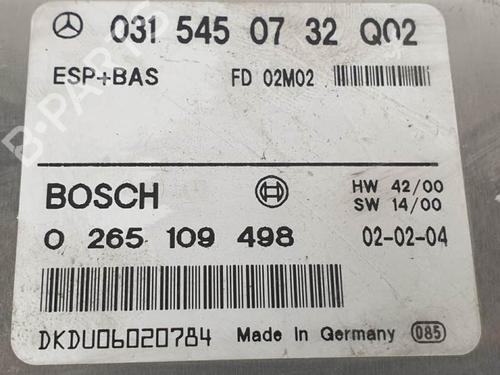 031 545 07 32 Q02
ESP+BAS FD 02M02
B-PARTS
BOSCH HW 42/00
SW 14/00
0 265 109 498 02-02-04
DKDU06020784 Made in Germany 085